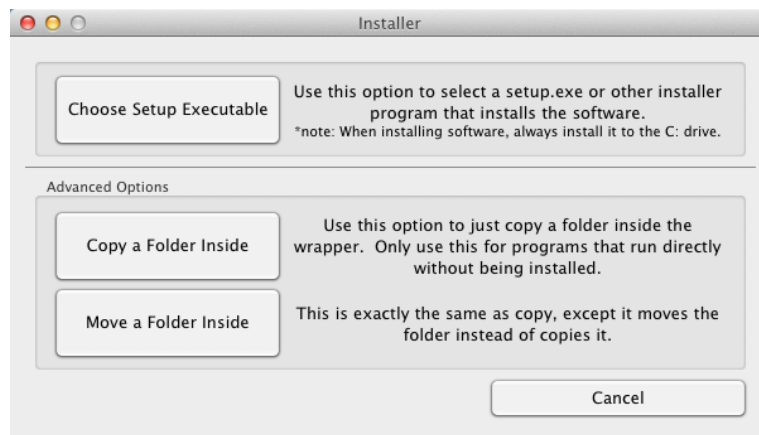 Installer
Choose Setup Executable
Use this option to select a setup.exe or other installer
program that installs the software.
*note: When installing software, always install it to the C: drive.
Advanced Options
Copy a Folder Inside
Use this option to just copy a folder inside the
wrapper. Only use this for programs that run directly
without being installed.
Move a Folder Inside
This is exactly the same as copy, except it moves the
folder instead of copies it.
Cancel